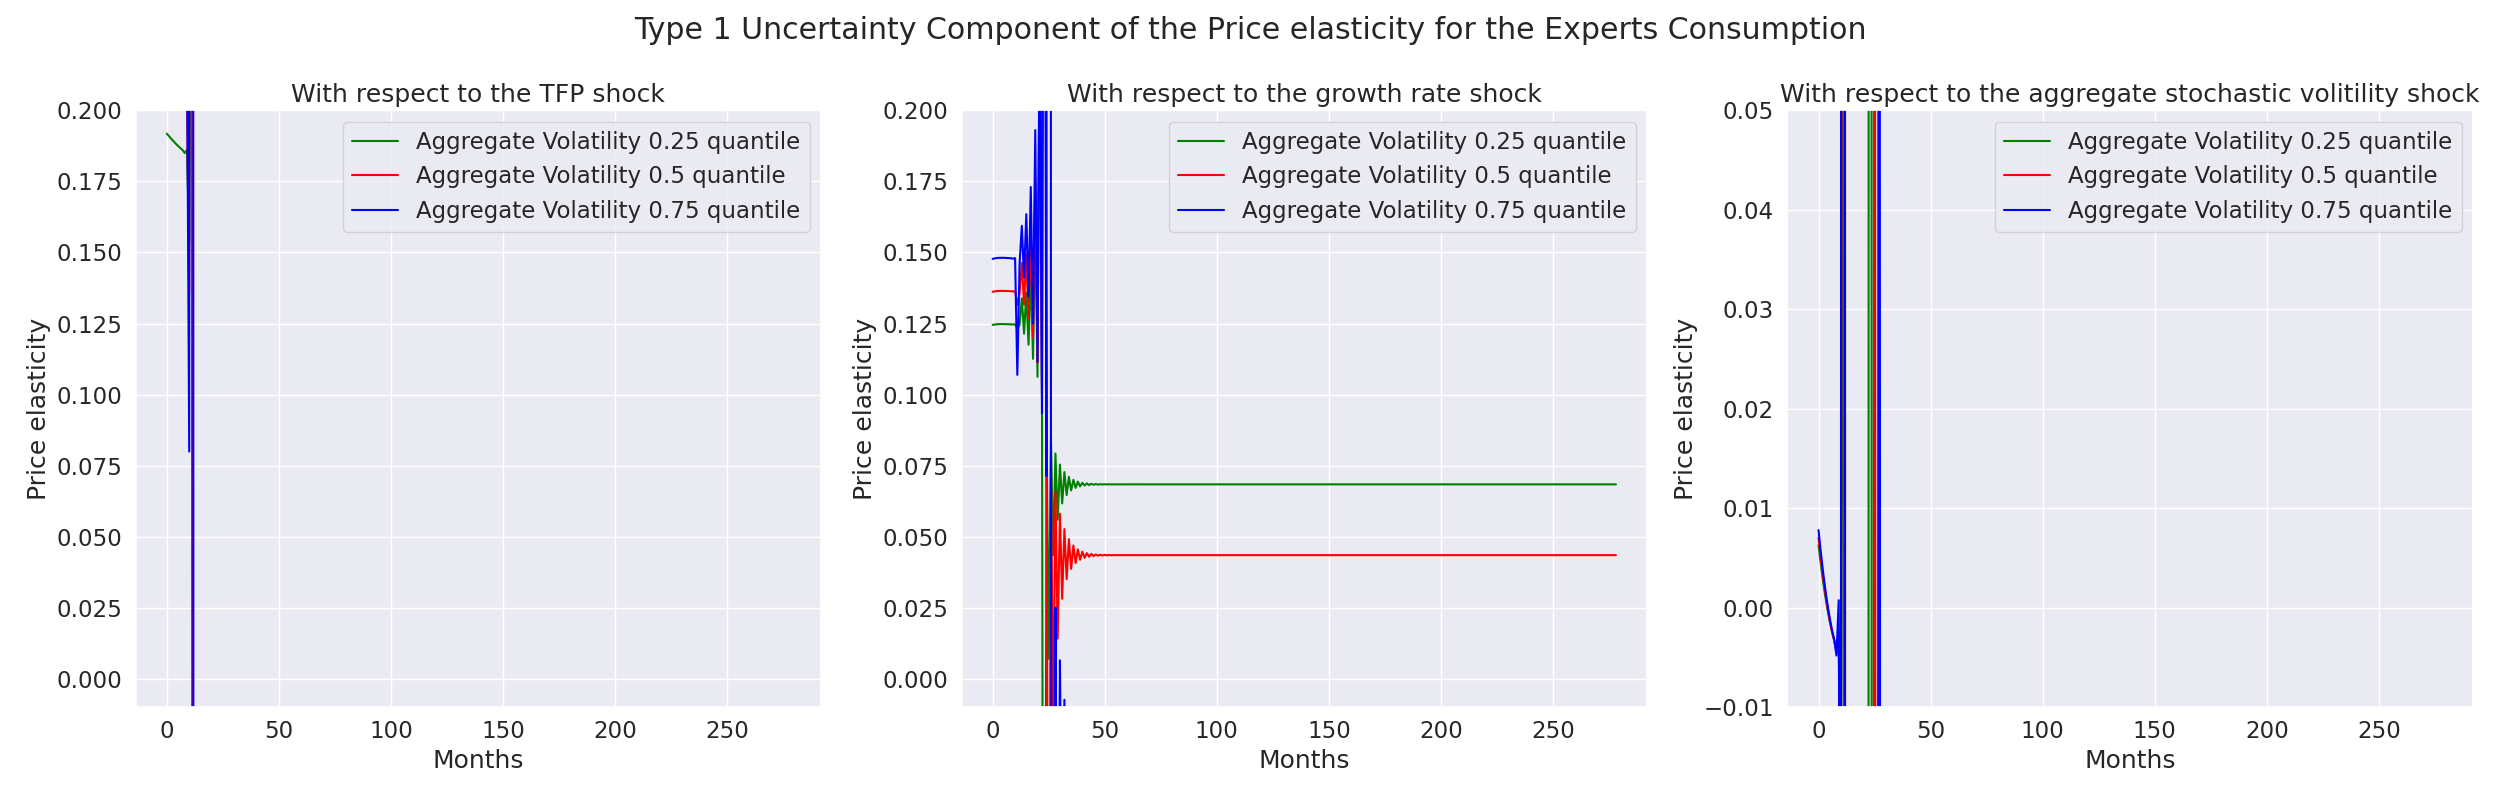 Type 1 Uncertainty Component of the Price elasticity for the Experts Consumption
With respect to the TFP shock
Price elasticity
0.200
0.175
0.150
0.125
0.100
0.075
0.050
0.025
0.000
Aggregate Volatility 0.25 quantile
Aggregate Volatility 0.5 quantile
Aggregate Volatility 0.75 quantile
0 50 100 150 200 250
Months
With respect to the growth rate shock
Price elasticity
0.200
0.175
0.150
0.125
0.100
0.075
0.050
0.025
0.000
Aggregate Volatility 0.25 quantile
Aggregate Volatility 0.5 quantile
Aggregate Volatility 0.75 quantile
0 50 100 150 200 250
Months
With respect to the aggregate stochastic volitility shock
Price elasticity
0.05
0.04
0.03
0.02
0.01
0.00
−0.01
Aggregate Volatility 0.25 quantile
Aggregate Volatility 0.5 quantile
Aggregate Volatility 0.75 quantile
0 50 100 150 200 250
Months